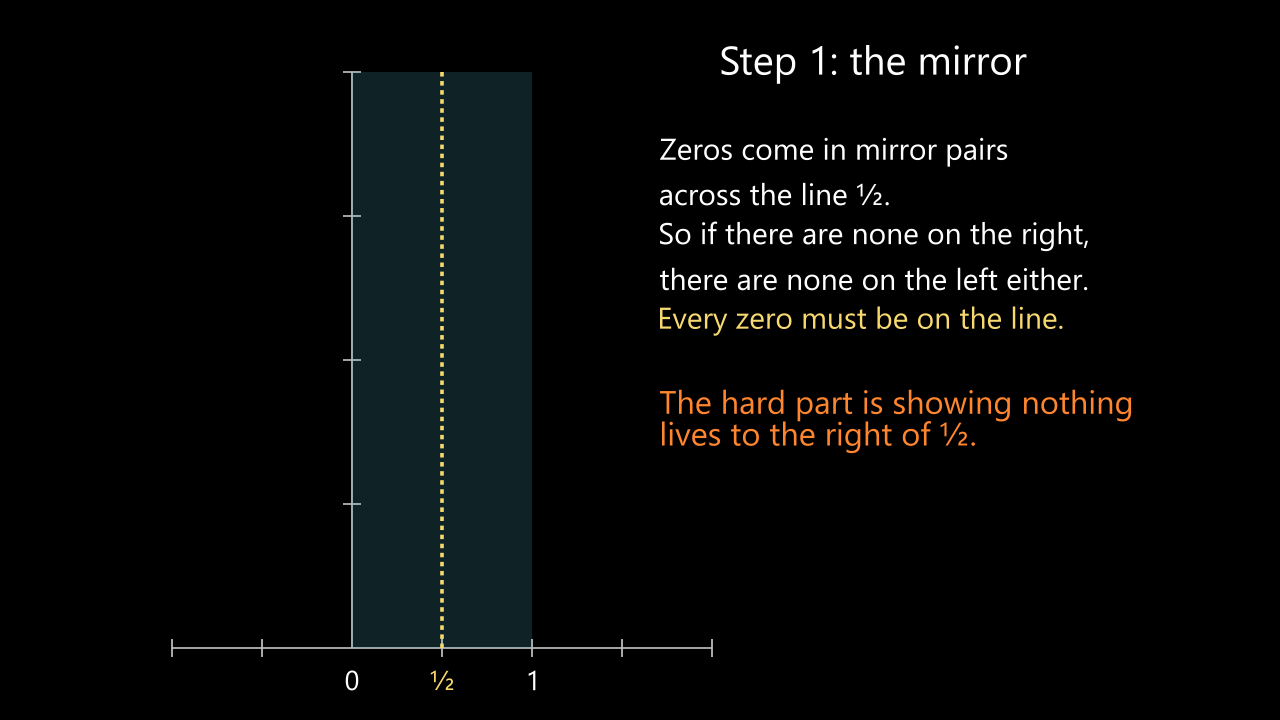 Step 1: the mirror
Zeros come in mirror pairs
across the line ½.
So if there are none on the right,
there are none on the left either.
Every zero must be on the line.
The hard part is showing nothing
lives to the right of ½.
0 ½ 1